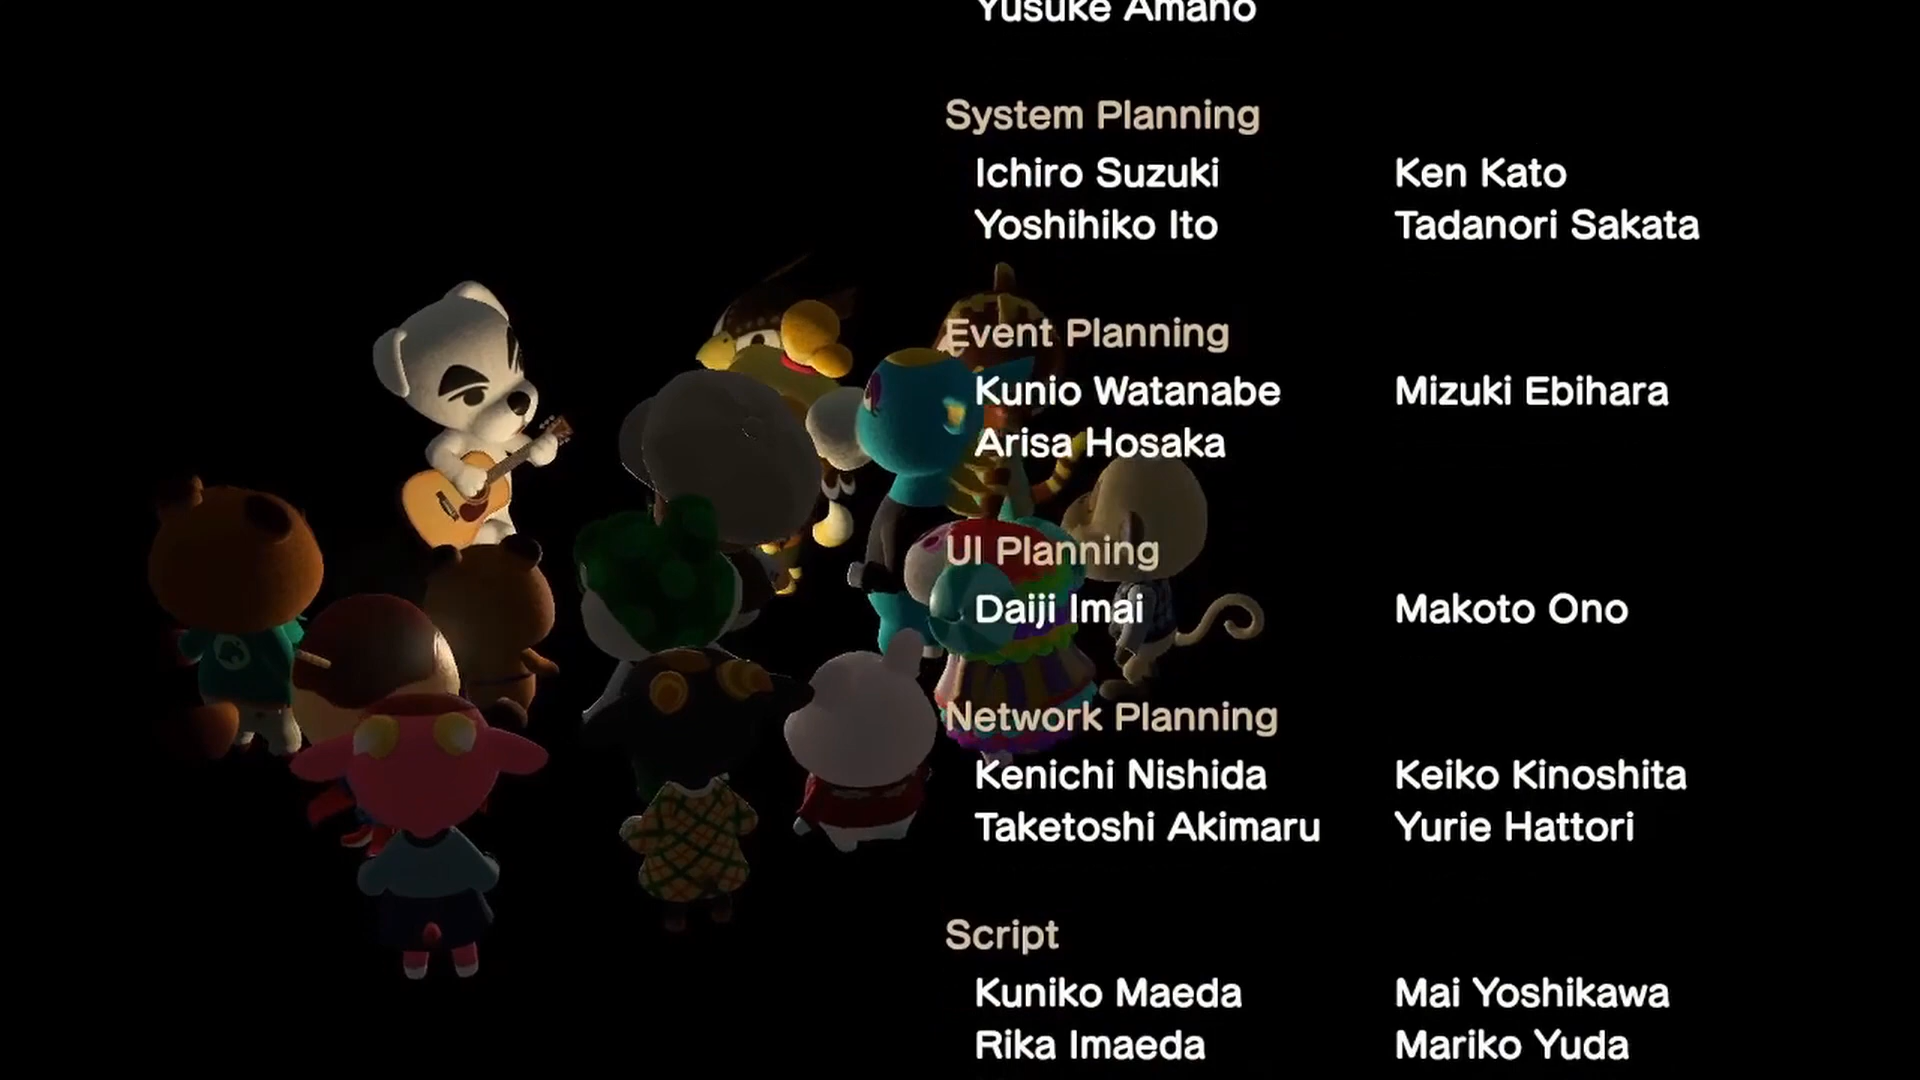 Yusuke Amano
System Planning
Ichiro Suzuki Ken Kato
Yoshihiko Ito Tadanori Sakata
Event Planning
Kunio Watanabe Mizuki Ebihara
Arisa Hosaka
UI Planning
Daiji Imai Makoto Ono
Network Planning
Kenichi Nishida Keiko Kinoshita
Taketoshi Akimaru Yurie Hattori
Script
Kuniko Maeda Mai Yoshikawa
Rika Imaeda Mariko Yuda